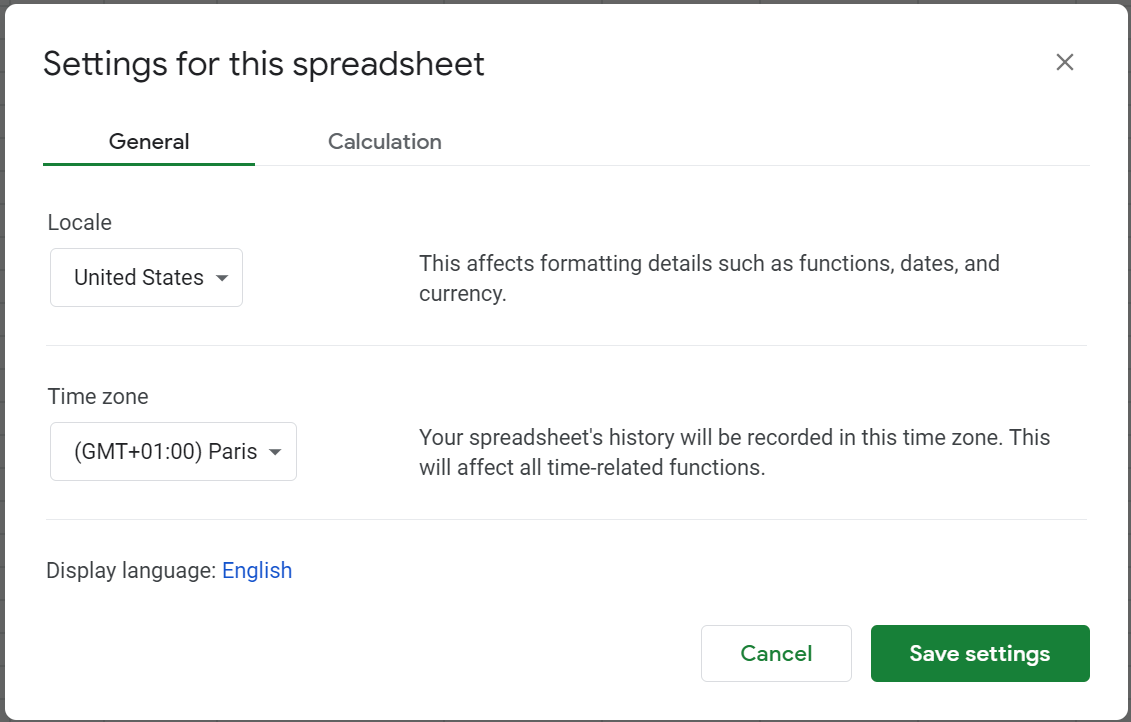 Settings for this spreadsheet
General Calculation
Locale
United States
This affects formatting details such as functions, dates, and
currency.
Time zone
(GMT+01:00) Paris
Your spreadsheet's history will be recorded in this time zone. This
will affect all time-related functions.
Display language: English
Cancel Save settings